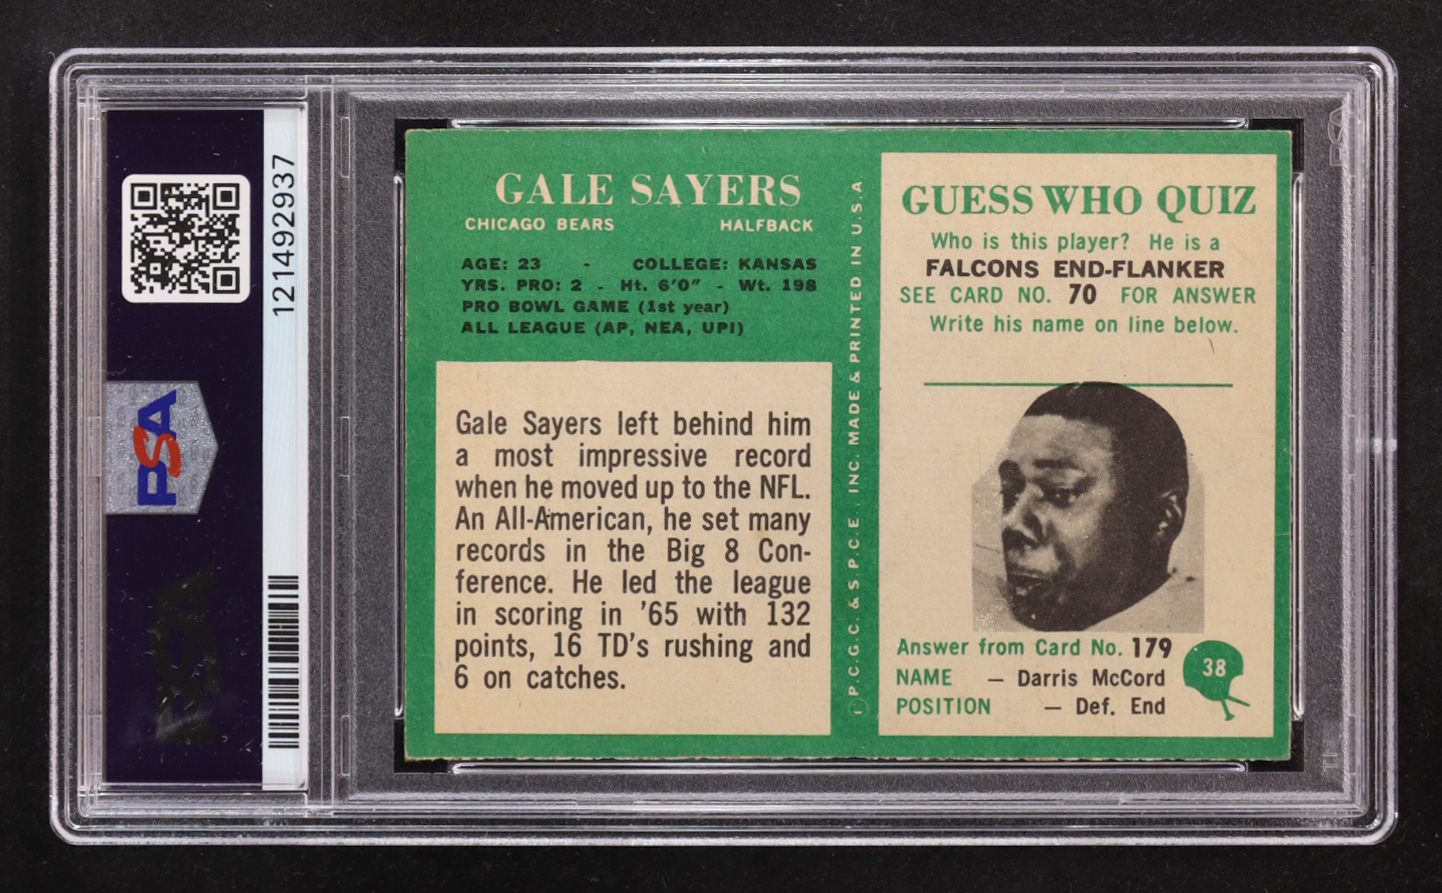 121492937
PSA
GALE SAYERS
CHICAGO BEARS HALFBACK
AGE: 23 - COLLEGE: KANSAS
YRS. PRO: 2 - Ht. 6'0" - Wt. 198
PRO BOWL GAME (1st year)
ALL LEAGUE (AP, NEA, UPI)
Gale Sayers left behind him
a most impressive record
when he moved up to the NFL.
An All-American, he set many
records in the Big 8 Con-
ference. He led the league
in scoring in '65 with 132
points, 16 TD's rushing and
6 on catches.
© P.C.G.C. & S.P.C.E., INC. MADE & PRINTED IN U.S.A
GUESS WHO QUIZ
Who is this player? He is a
FALCONS END-FLANKER
SEE CARD NO. 70 FOR ANSWER
Write his name on line below.
Answer from Card No. 179
NAME — Darris McCord
POSITION — Def. End
38
PSA